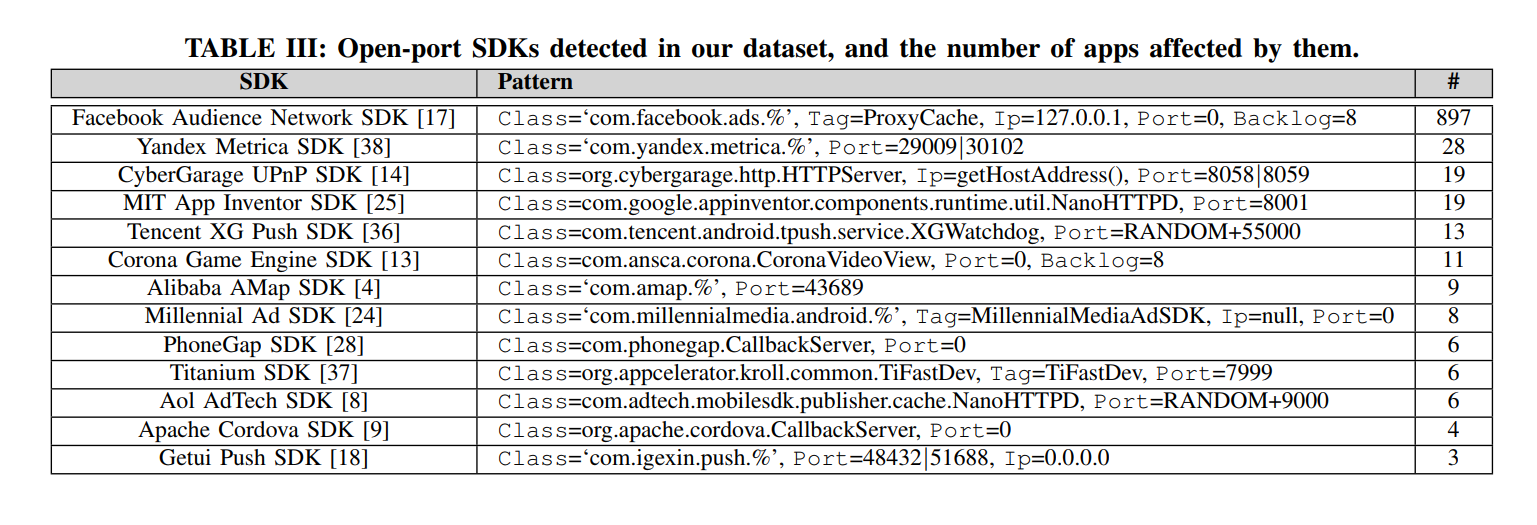 TABLE III: Open-port SDKs detected in our dataset, and the number of apps affected by them.
SDK Pattern #
Facebook Audience Network SDK [17] Class=‘com.facebook.ads.%’, Tag=ProxyCache, Ip=127.0.0.1, Port=0, Backlog=8 897
Yandex Metrica SDK [38] Class=‘com.yandex.metrica.%’, Port=29009|30102 28
CyberGarage UPnP SDK [14] Class=org.cybergarage.http.HTTPServer, Ip=getHostAddress(), Port=8058|8059 19
MIT App Inventor SDK [25] Class=com.google.appinventor.components.runtime.util.NanoHTTPD, Port=8001 19
Tencent XG Push SDK [36] Class=com.tencent.android.tpush.service.XGWatchdog, Port=RANDOM+55000 13
Corona Game Engine SDK [13] Class=com.ansca.corona.CoronaVideoView, Port=0, Backlog=8 11
Alibaba AMap SDK [4] Class=‘com.amap.%’, Port=43689 9
Millennial Ad SDK [24] Class=‘com.millennialmedia.android.%’, Tag=MillennialMediaAdSDK, Ip=null, Port=0 8
PhoneGap SDK [28] Class=com.phonegap.CallbackServer, Port=0 6
Titanium SDK [37] Class=org.appcelerator.kroll.common.TiFastDev, Tag=TiFastDev, Port=7999 6
Aol AdTech SDK [8] Class=com.adtech.mobilesdk.publisher.cache.NanoHTTPD, Port=RANDOM+9000 6
Apache Cordova SDK [9] Class=org.apache.cordova.CallbackServer, Port=0 4
Getui Push SDK [18] Class=‘com.igexin.push.%’, Port=48432|51688, Ip=0.0.0.0 3